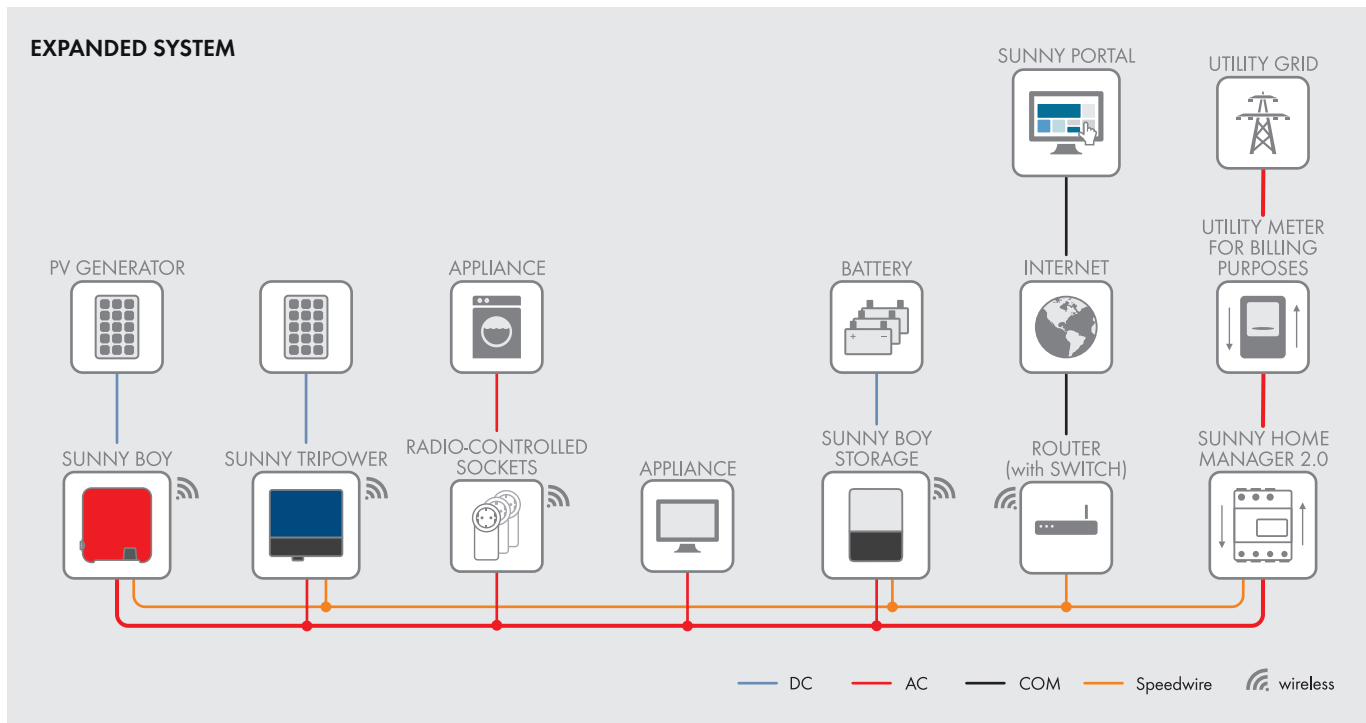 EXPANDED SYSTEM
SUNNY PORTAL
UTILITY GRID
UTILITY METER
FOR BILLING
PURPOSES
PV GENERATOR
APPLIANCE
BATTERY
INTERNET
SUNNY BOY
SUNNY TRIPOWER
RADIO-CONTROLLED
SOCKETS
APPLIANCE
SUNNY BOY
STORAGE
ROUTER
(with SWITCH)
SUNNY HOME
MANAGER 2.0
DC
AC
COM
Speedwire
wireless